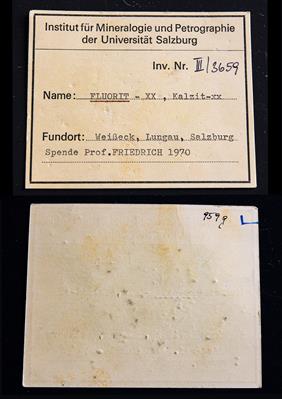 Institut für Mineralogie und Petrographie
der Universität Salzburg
Inv. Nr. III/3659
Name: FLUORIT - XX , Kalzit-xx
Fundort: Weißeck, Lungau, Salzburg
Spende Prof.FRIEDRICH 1970
959g